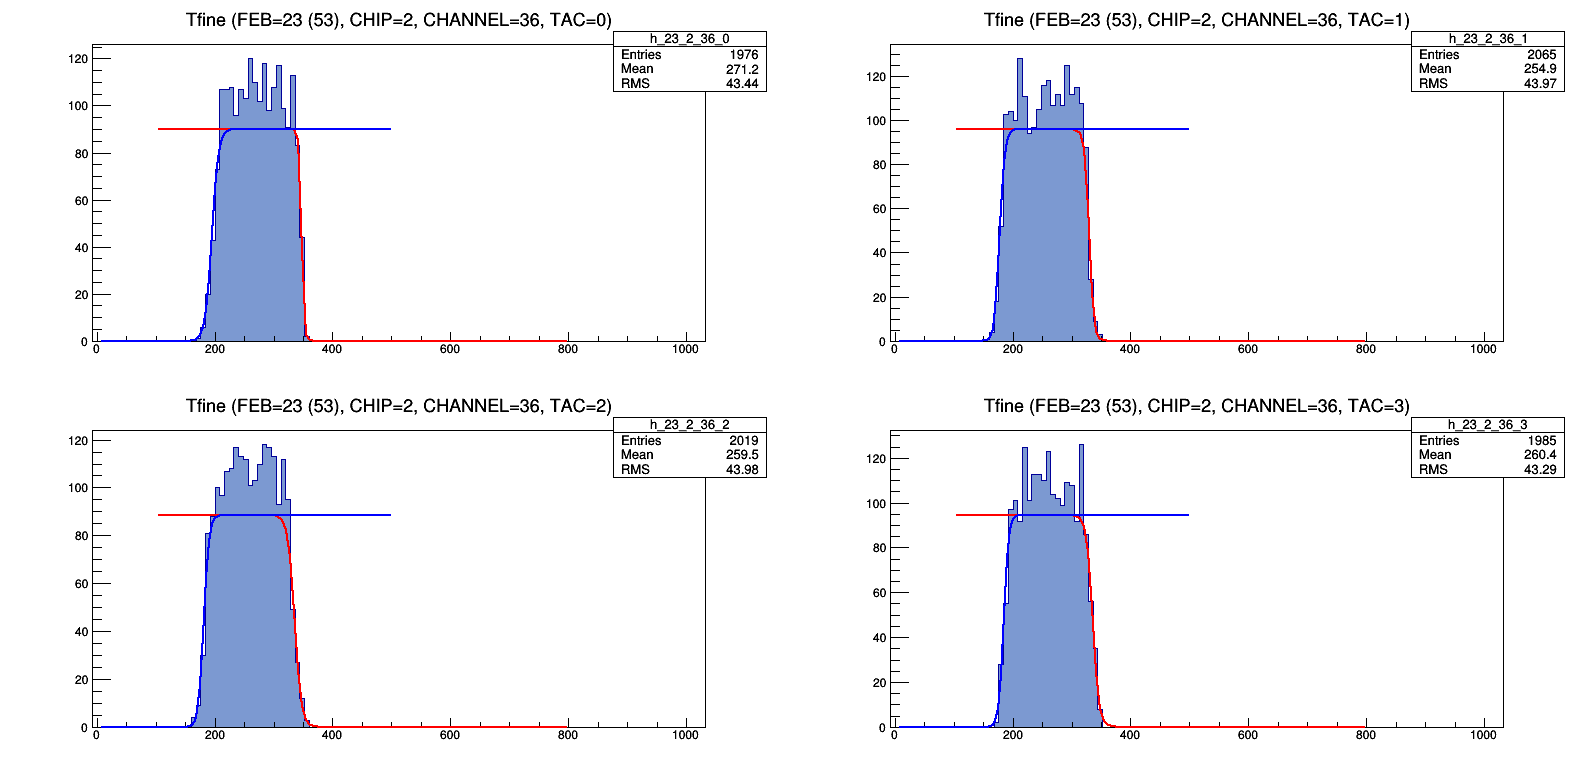 Tfine (FEB=23 (53), CHIP=2, CHANNEL=36, TAC=0)
h_23_2_36_0
Entries 1976
Mean 271.2
RMS 43.44
120
100
80
60
40
20
0
0 200 400 600 800 1000
Tfine (FEB=23 (53), CHIP=2, CHANNEL=36, TAC=1)
h_23_2_36_1
Entries 2065
Mean 254.9
RMS 43.97
120
100
80
60
40
20
0
0 200 400 600 800 1000
Tfine (FEB=23 (53), CHIP=2, CHANNEL=36, TAC=2)
h_23_2_36_2
Entries 2019
Mean 259.5
RMS 43.98
120
100
80
60
40
20
0
0 200 400 600 800 1000
Tfine (FEB=23 (53), CHIP=2, CHANNEL=36, TAC=3)
h_23_2_36_3
Entries 1985
Mean 260.4
RMS 43.29
120
100
80
60
40
20
0
0 200 400 600 800 1000